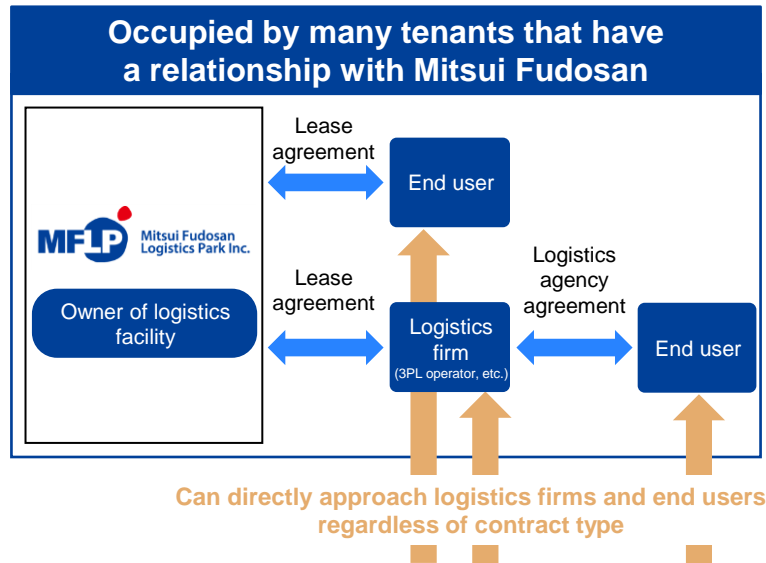 Occupied by many tenants that have
a relationship with Mitsui Fudosan
Lease
agreement
End user
MFLP
Mitsui Fudosan
Logistics Park Inc.
Owner of logistics
facility
Lease
agreement
Logistics
firm
(3PL operator, etc.)
Logistics
agency
agreement
End user
Can directly approach logistics firms and end users
regardless of contract type